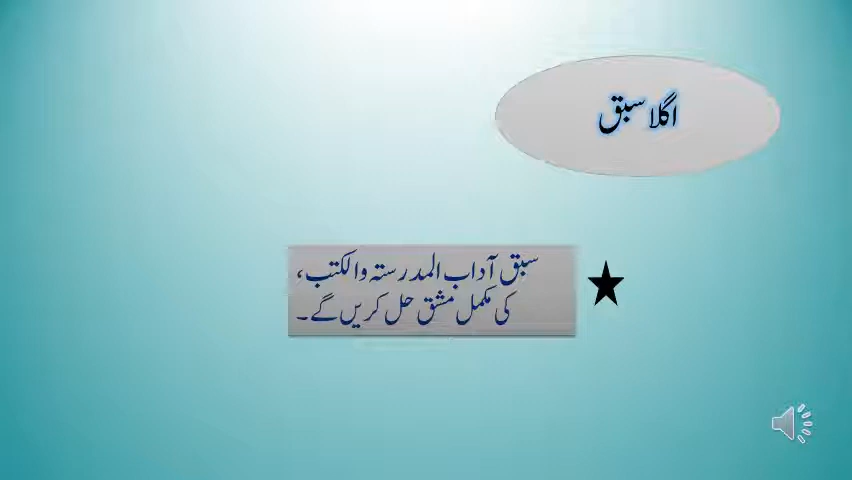 اگلا سبق
سبق آداب المدرستہ والکتب،
کی مکمل مشق حل کریں گے۔